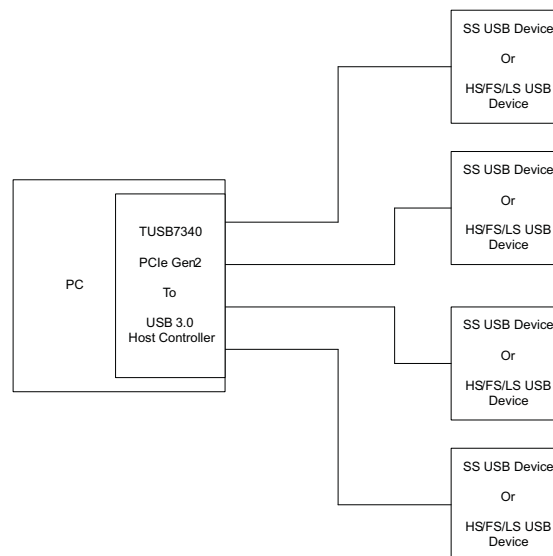 PC
TUSB7340
PCIe Gen2
To
USB 3.0
Host Controller
SS USB Device
Or
HS/FS/LS USB
Device
SS USB Device
Or
HS/FS/LS USB
Device
SS USB Device
Or
HS/FS/LS USB
Device
SS USB Device
Or
HS/FS/LS USB
Device